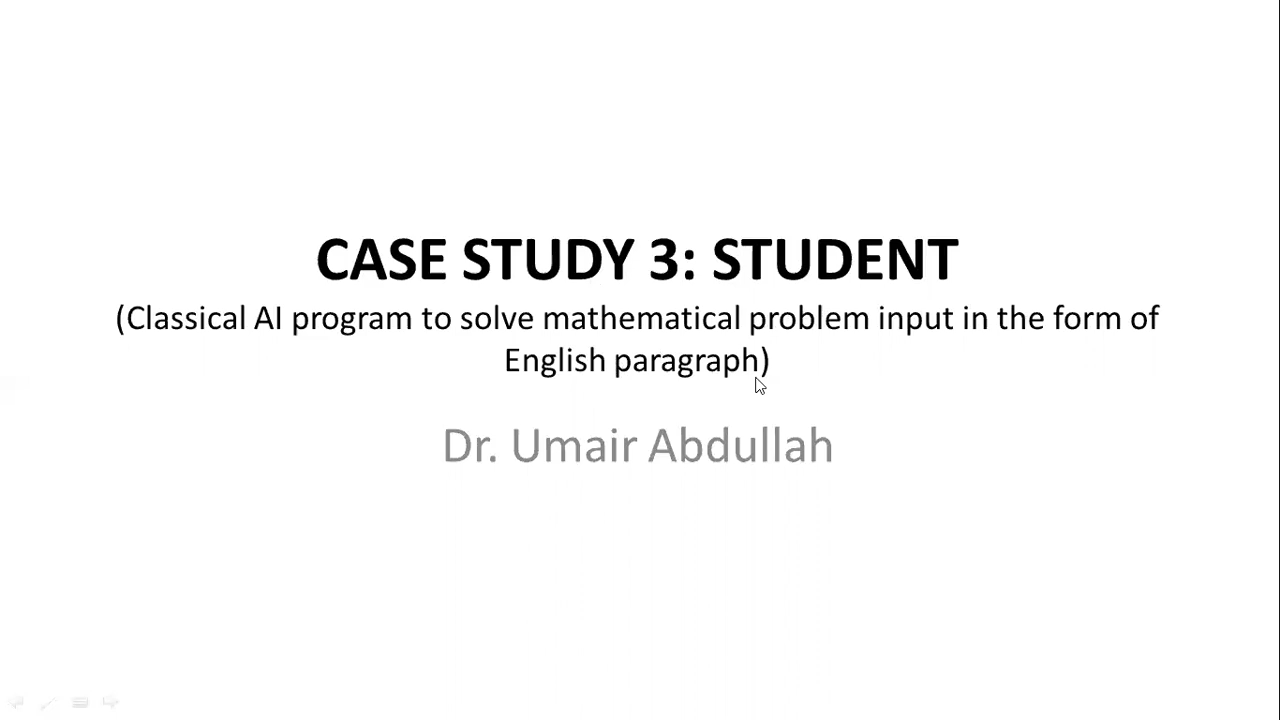 CASE STUDY 3: STUDENT
(Classical AI program to solve mathematical problem input in the form of
English paragraph)
Dr. Umair Abdullah